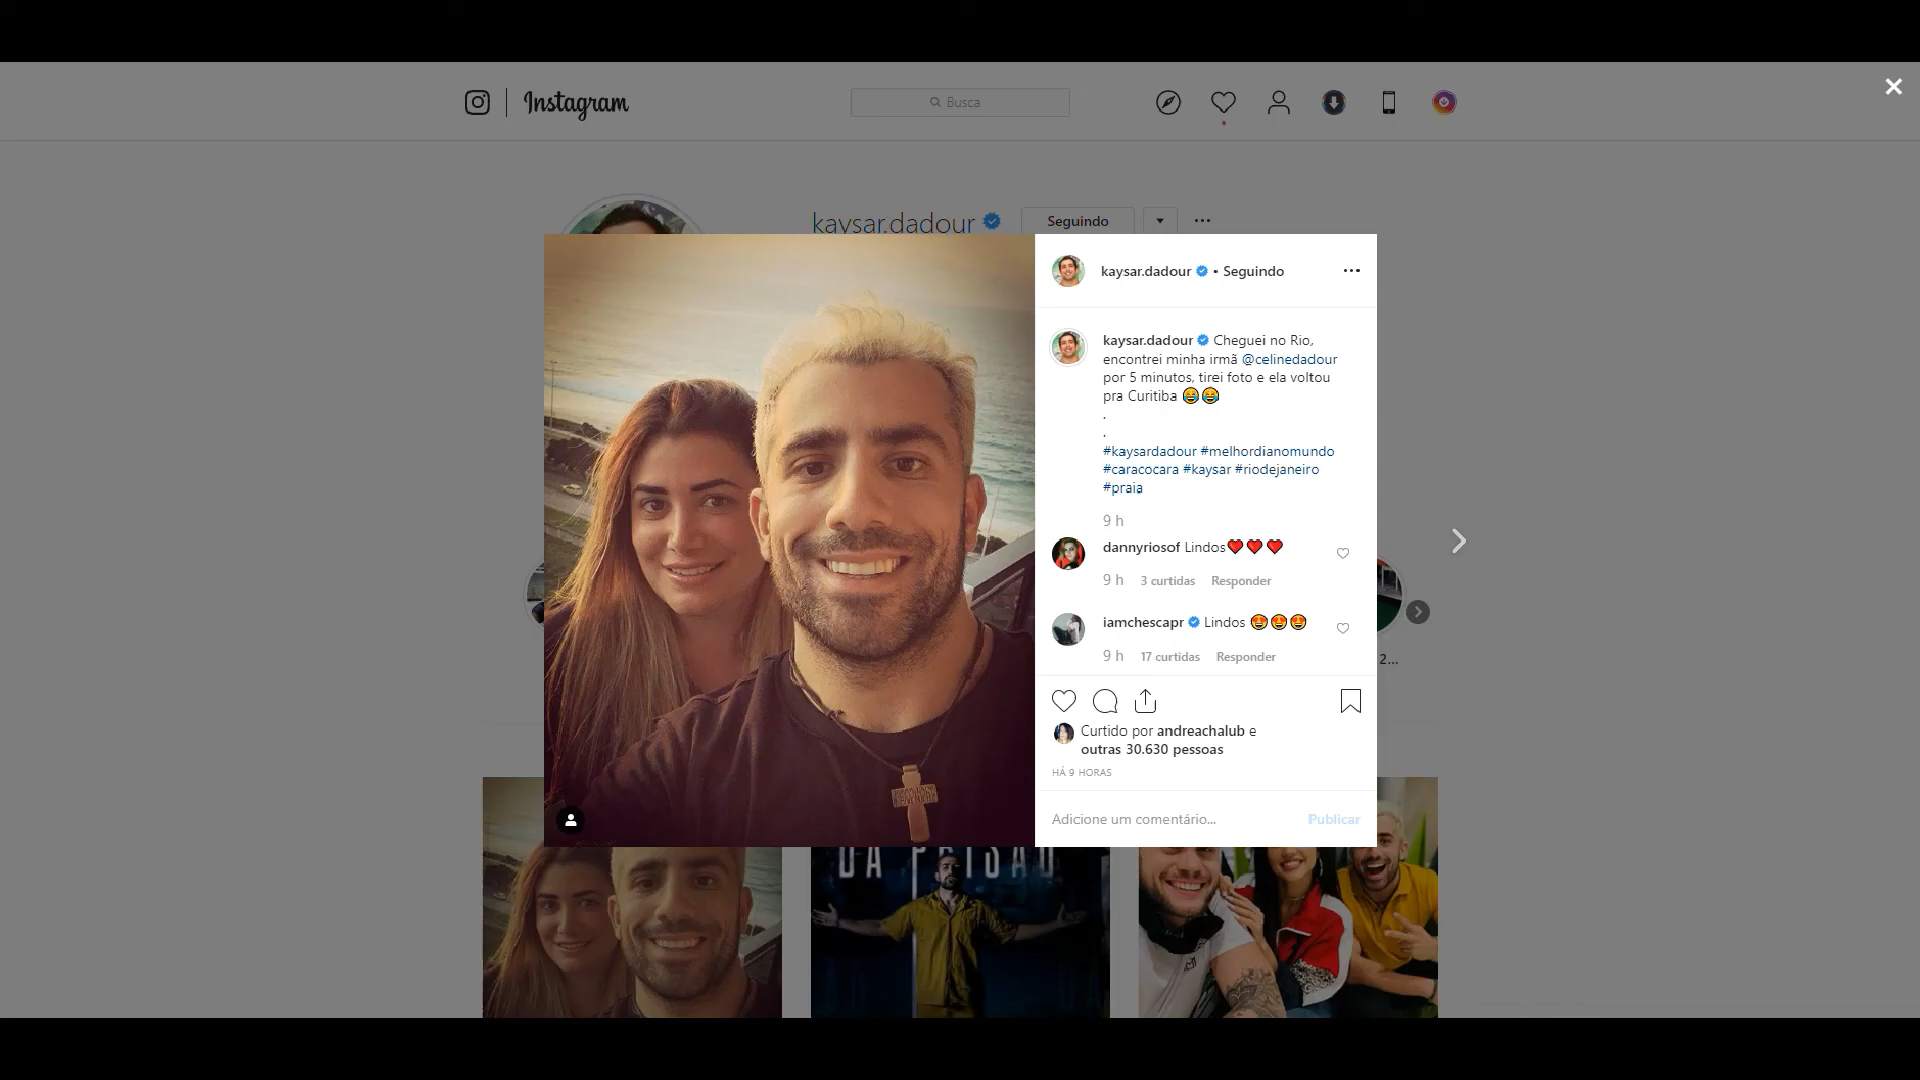 Instagram
Busca
kaysar.dadour
Seguindo
kaysar.dadour • Seguindo
kaysar.dadour Cheguei no Rio,
encontrei minha irmã @celinedadour
por 5 minutos, tirei foto e ela voltou
pra Curitiba 😂😂
.
.
#kaysardadour #melhordianomundo
#caracocara #kaysar #riodejaneiro
#praia
9 h
dannyriosof Lindos❤️❤️❤️
9 h 3 curtidas Responder
iamchescapr Lindos 🤩🤩🤩
9 h 17 curtidas Responder
2...
Curtido por andreachalub e
outras 30.630 pessoas
HÁ 9 HORAS
Adicione um comentário... Publicar
DA PRISÃO